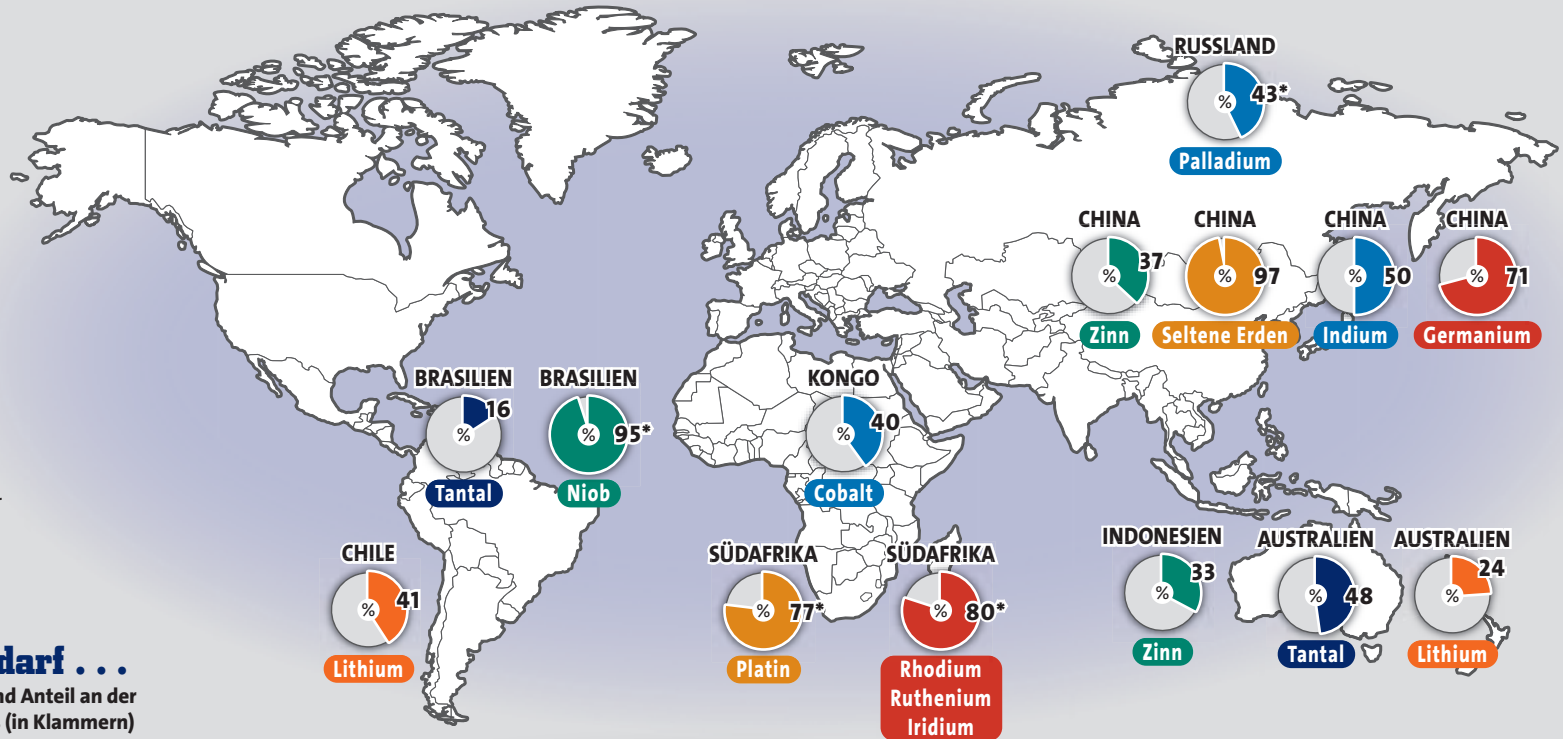 RUSSLAND
%
43*
Palladium
CHINA
%
37
Zinn
CHINA
%
97
Seltene Erden
CHINA
%
50
Indium
CHINA
%
71
Germanium
BRASILIEN
%
16
Tantal
BRASILIEN
%
95*
Niob
KONGO
%
40
Cobalt
CHILE
%
41
Lithium
SÜDAFRIKA
%
77*
Platin
SÜDAFRIKA
%
80*
Rhodium
Ruthenium
Iridium
INDONESIEN
%
33
Zinn
AUSTRALIEN
%
48
Tantal
AUSTRALIEN
%
24
Lithium
darf . . .
nd Anteil an der
(in Klammern)